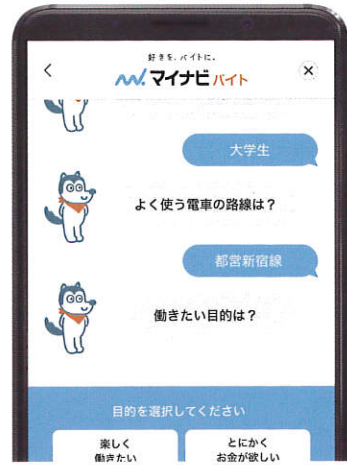 好きを、バイトに。
マイナビバイト
大学生
よく使う電車の路線は？
都営新宿線
働きたい目的は？
目的を選択してください
楽しく
働きたい
とにかく
お金が欲しい